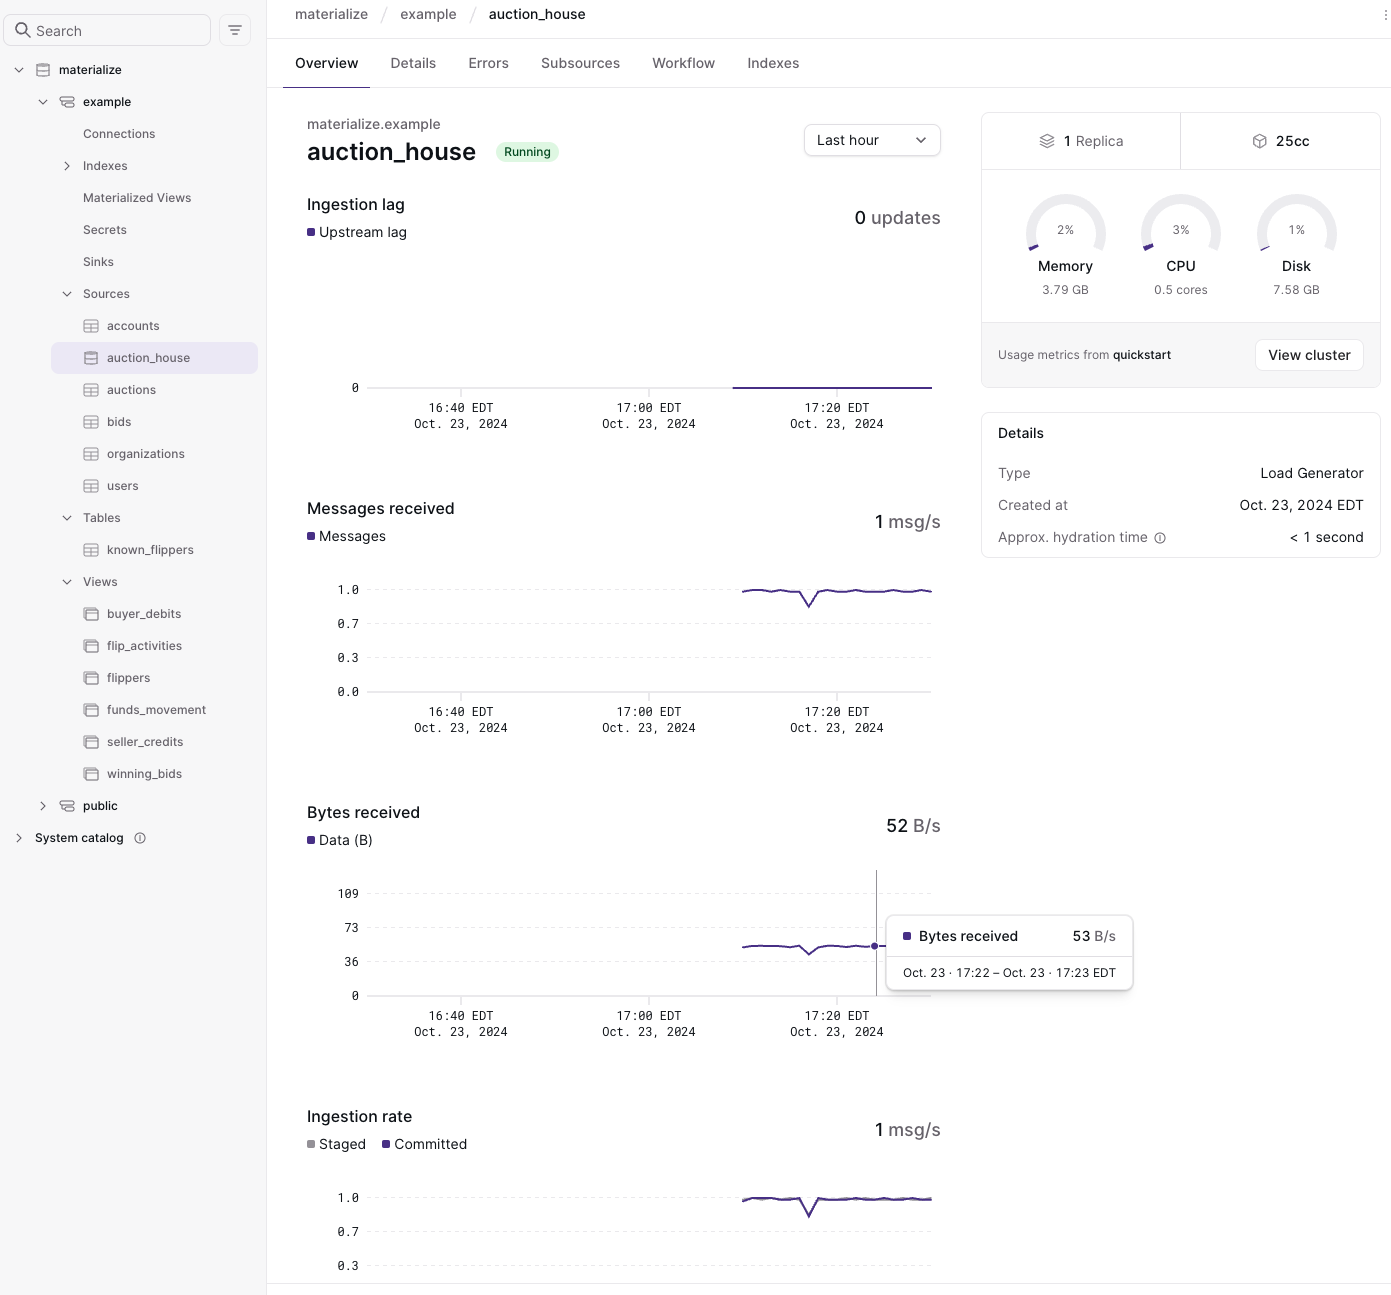 Search
materialize
example
Connections
Indexes
Materialized Views
Secrets
Sinks
Sources
accounts
auction_house
auctions
bids
organizations
users
Tables
known_flippers
Views
buyer_debits
flip_activities
flippers
funds_movement
seller_credits
winning_bids
public
System catalog
materialize / example / auction_house
Overview Details Errors Subsources Workflow Indexes
materialize.example
auction_house Running
Last hour
Ingestion lag
0 updates
Upstream lag
0
16:40 EDT 17:00 EDT 17:20 EDT
Oct. 23, 2024 Oct. 23, 2024 Oct. 23, 2024
Messages received
1 msg/s
Messages
1.0
0.7
0.3
0.0
16:40 EDT 17:00 EDT 17:20 EDT
Oct. 23, 2024 Oct. 23, 2024 Oct. 23, 2024
Bytes received
52 B/s
Data (B)
109
73
36
0
16:40 EDT 17:00 EDT 17:20 EDT
Oct. 23, 2024 Oct. 23, 2024 Oct. 23, 2024
Bytes received 53 B/s
Oct. 23 · 17:22 – Oct. 23 · 17:23 EDT
Ingestion rate
1 msg/s
Staged Committed
1.0
0.7
0.3
1 Replica 25cc
2% 3% 1%
Memory CPU Disk
3.79 GB 0.5 cores 7.58 GB
Usage metrics from quickstart View cluster
Details
Type Load Generator
Created at Oct. 23, 2024 EDT
Approx. hydration time < 1 second